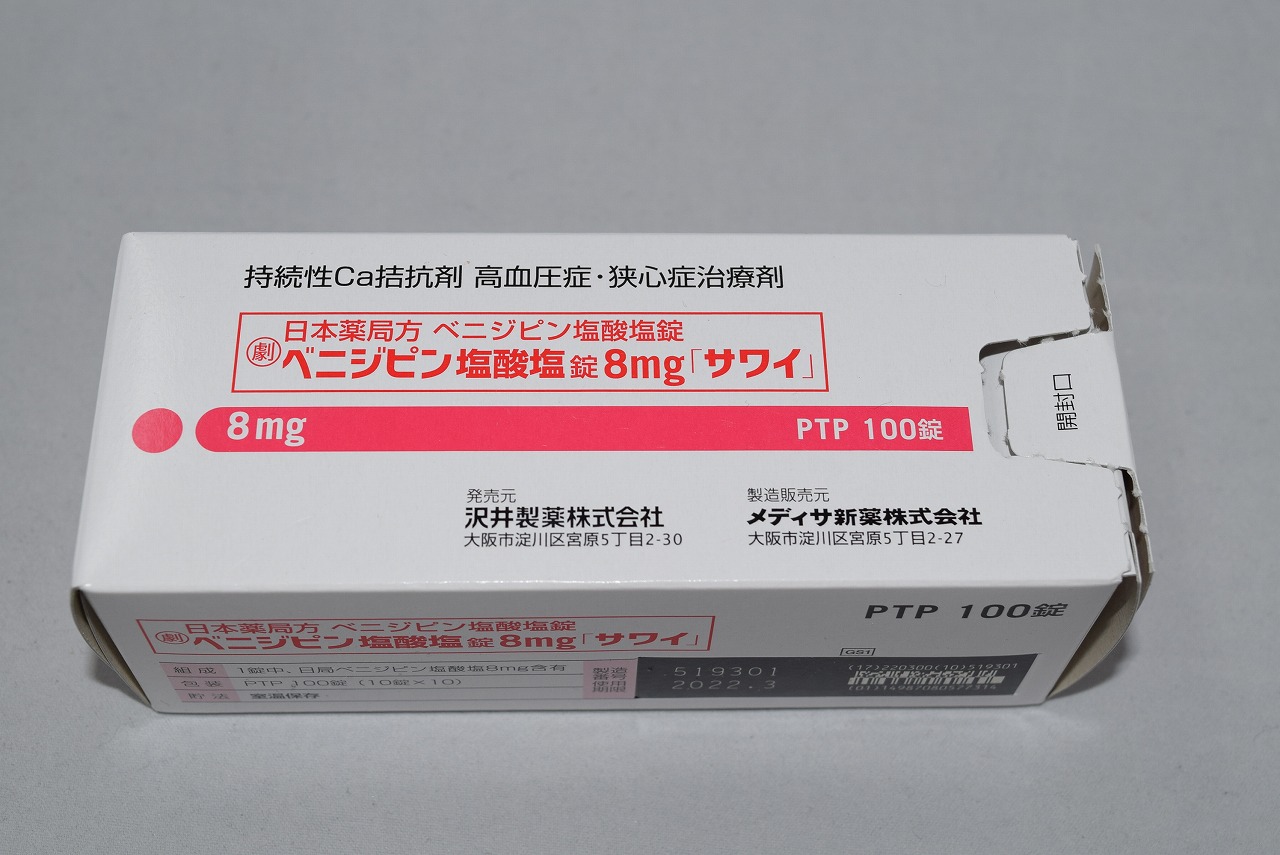 持続性Ca拮抗剤 高血圧症・狭心症治療剤
日本薬局方 ベニジピン塩酸塩錠
劇 ベニジピン塩酸塩錠8mg「サワイ」
8mg PTP 100錠
開封口
発売元
沢井製薬株式会社
大阪市淀川区宮原5丁目2-30
製造販売元
メディサ新薬株式会社
大阪市淀川区宮原5丁目2-27
PTP 100錠
日本薬局方 ベニジピン塩酸塩錠
劇 ベニジピン塩酸塩錠8mg「サワイ」
組成 1錠中、日局ベニジピン塩酸塩8mg含有
包装 PTP 100錠 (10錠×10)
貯法 室温保存
製造番号 519301
使用期限 2022.3
GS1
(17)220300(10)519301
(01)14987080577314